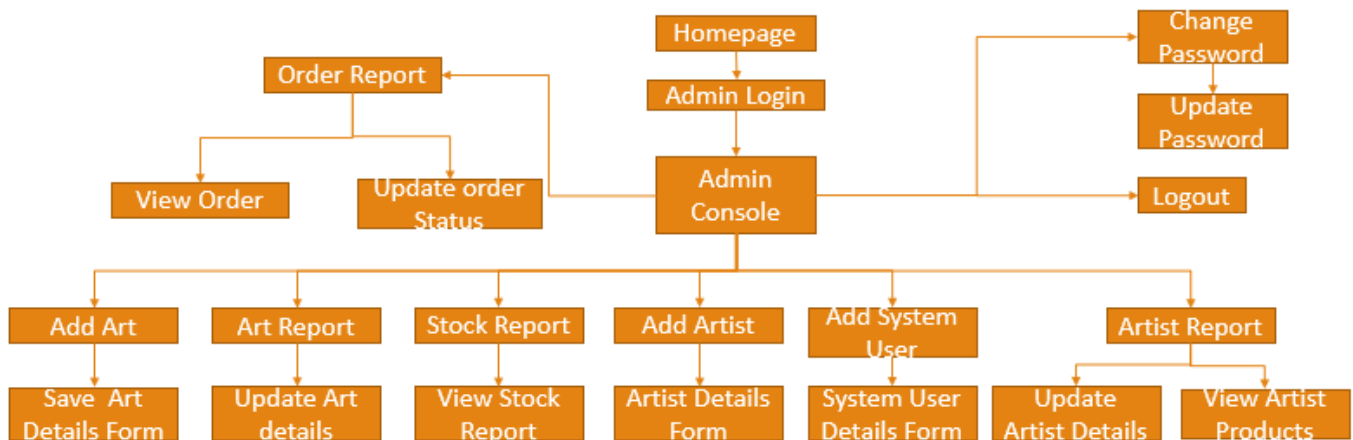 Homepage
Change
Password
Order Report
Admin Login
Update
Password
Admin
Console
View Order
Update order
Status
Logout
Add Art
Art Report
Stock Report
Add Artist
Add System
User
Artist Report
Save Art
Details Form
Update Art
details
View Stock
Report
Artist Details
Form
System User
Details Form
Update
Artist Details
View Artist
Products